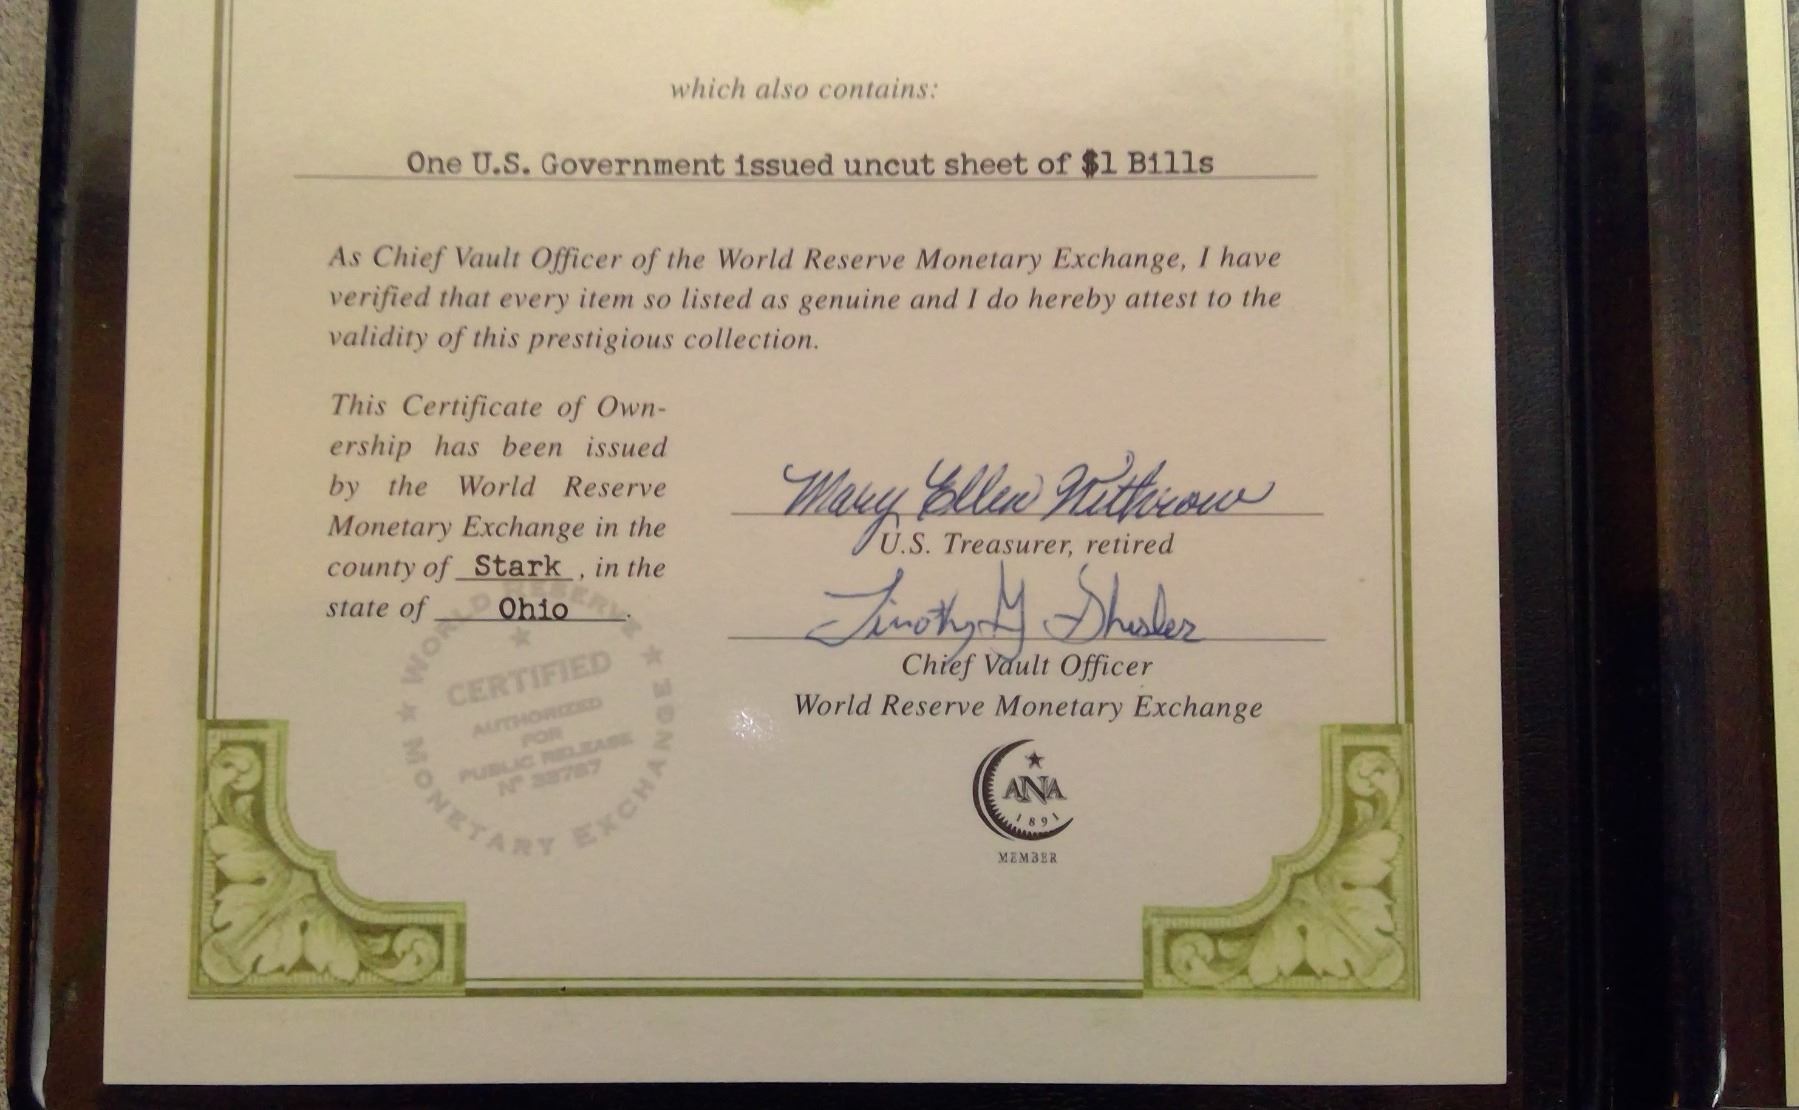 which also contains:
One U.S. Government issued uncut sheet of $1 Bills
As Chief Vault Officer of the World Reserve Monetary Exchange, I have
verified that every item so listed as genuine and I do hereby attest to the
validity of this prestigious collection.
This Certificate of Own-
ership has been issued
by the World Reserve
Monetary Exchange in the
county of Stark, in the
state of Ohio.
Mary Ellen Withrow
U.S. Treasurer, retired
Timothy J Shisler
Chief Vault Officer
World Reserve Monetary Exchange
WORLD RESERVE MONETARY EXCHANGE
CERTIFIED
AUTHORIZED
FOR
PUBLIC RELEASE
Nº
ANA
1891
MEMBER